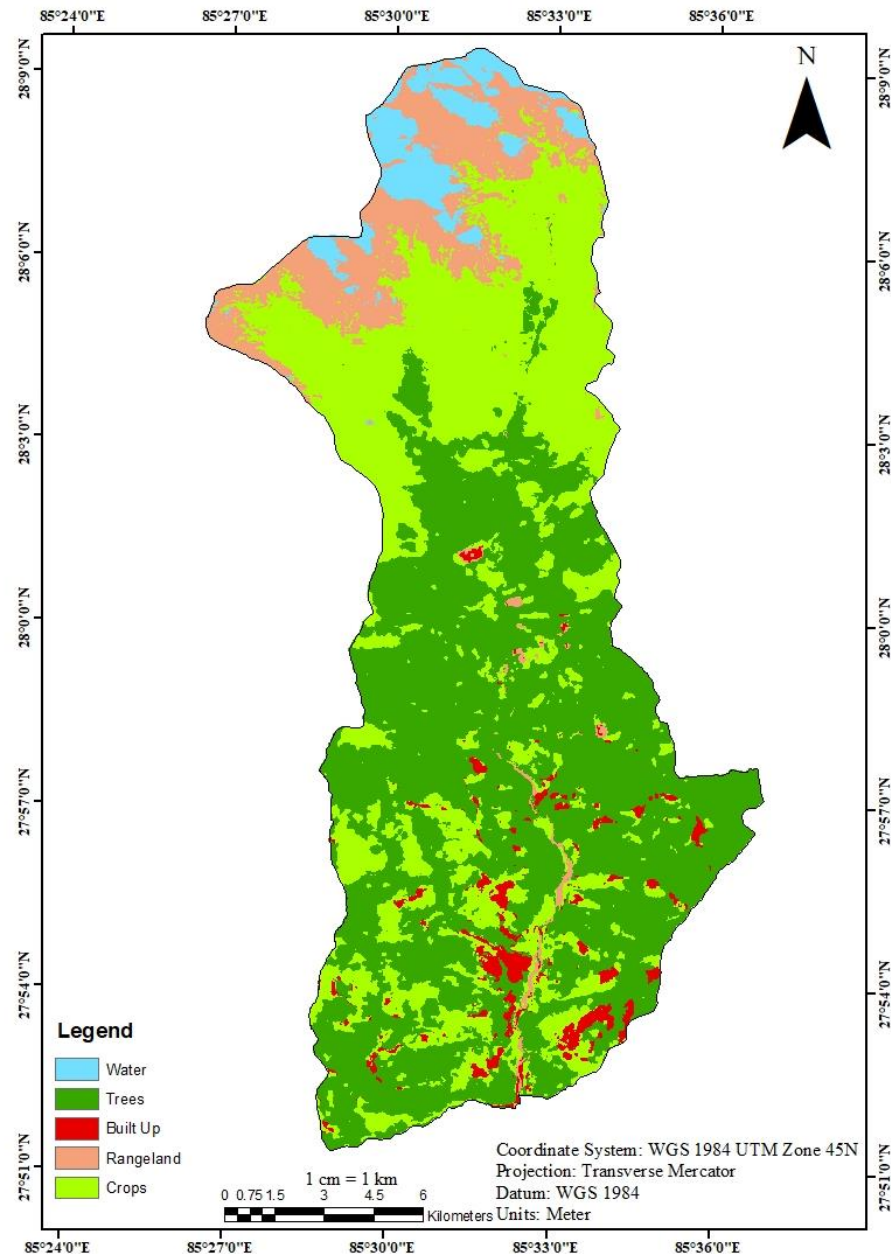 85°24'0"E 85°27'0"E 85°30'0"E 85°33'0"E 85°36'0"E
28°9'0"N 28°9'0"N
N
28°6'0"N 28°6'0"N
28°3'0"N 28°3'0"N
28°0'0"N 28°0'0"N
27°57'0"N 27°57'0"N
27°54'0"N 27°54'0"N
27°51'0"N 27°51'0"N
Legend
Water
Trees
Built Up
Rangeland
Crops
1 cm = 1 km
0 0.75 1.5 3 4.5 6
Kilometers
Coordinate System: WGS 1984 UTM Zone 45N
Projection: Transverse Mercator
Datum: WGS 1984
Units: Meter
85°24'0"E 85°27'0"E 85°30'0"E 85°33'0"E 85°36'0"E